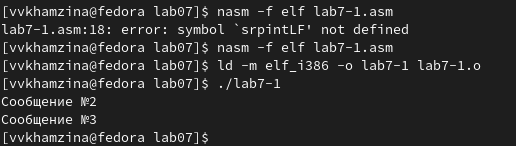 [vvkhamzina@fedora lab07]$ nasm -f elf lab7-1.asm
lab7-1.asm:18: error: symbol `srpintLF' not defined
[vvkhamzina@fedora lab07]$ nasm -f elf lab7-1.asm
[vvkhamzina@fedora lab07]$ ld -m elf_i386 -o lab7-1 lab7-1.o
[vvkhamzina@fedora lab07]$ ./lab7-1
Сообщение №2
Сообщение №3
[vvkhamzina@fedora lab07]$